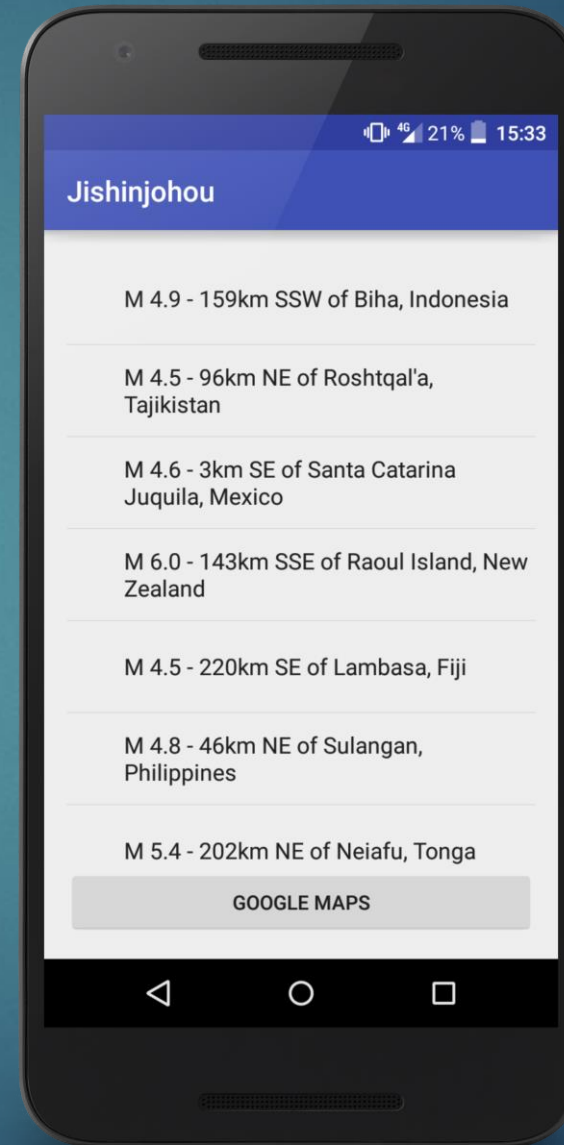 4G 21% 15:33
Jishinjohou
M 4.9 - 159km SSW of Biha, Indonesia
M 4.5 - 96km NE of Roshtqal'a,
Tajikistan
M 4.6 - 3km SE of Santa Catarina
Juquila, Mexico
M 6.0 - 143km SSE of Raoul Island, New
Zealand
M 4.5 - 220km SE of Lambasa, Fiji
M 4.8 - 46km NE of Sulangan,
Philippines
M 5.4 - 202km NE of Neiafu, Tonga
GOOGLE MAPS